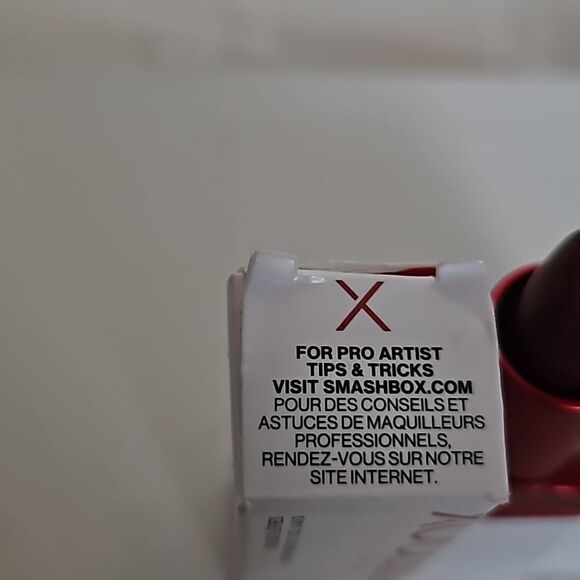 X
FOR PRO ARTIST
TIPS & TRICKS
VISIT SMASHBOX.COM
POUR DES CONSEILS ET
ASTUCES DE MAQUILLEURS
PROFESSIONNELS,
RENDEZ-VOUS SUR NOTRE
SITE INTERNET.